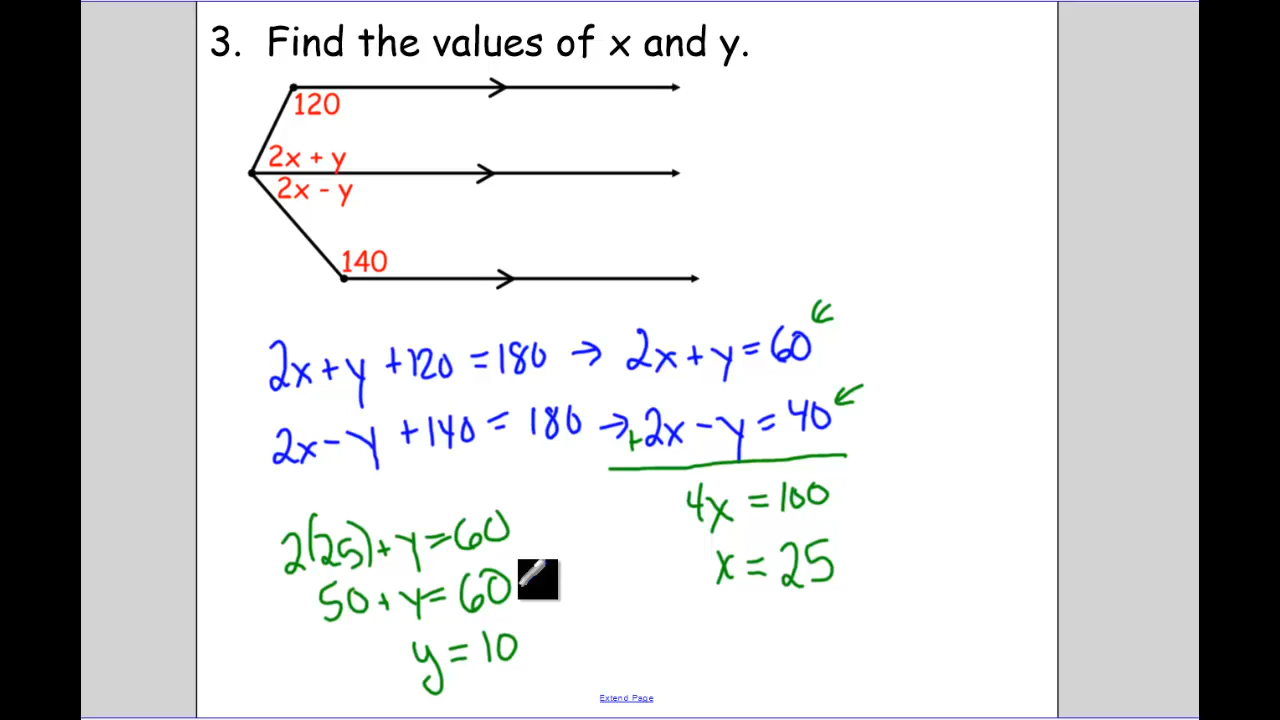 3. Find the values of x and y.
120
2x + y
2x - y
140
2x + y + 120 = 180 → 2x + y = 60
2x - y + 140 = 180 → + 2x - y = 40
4x = 100
x = 25
2(25) + y = 60
50 + y = 60
y = 10
Extend Page